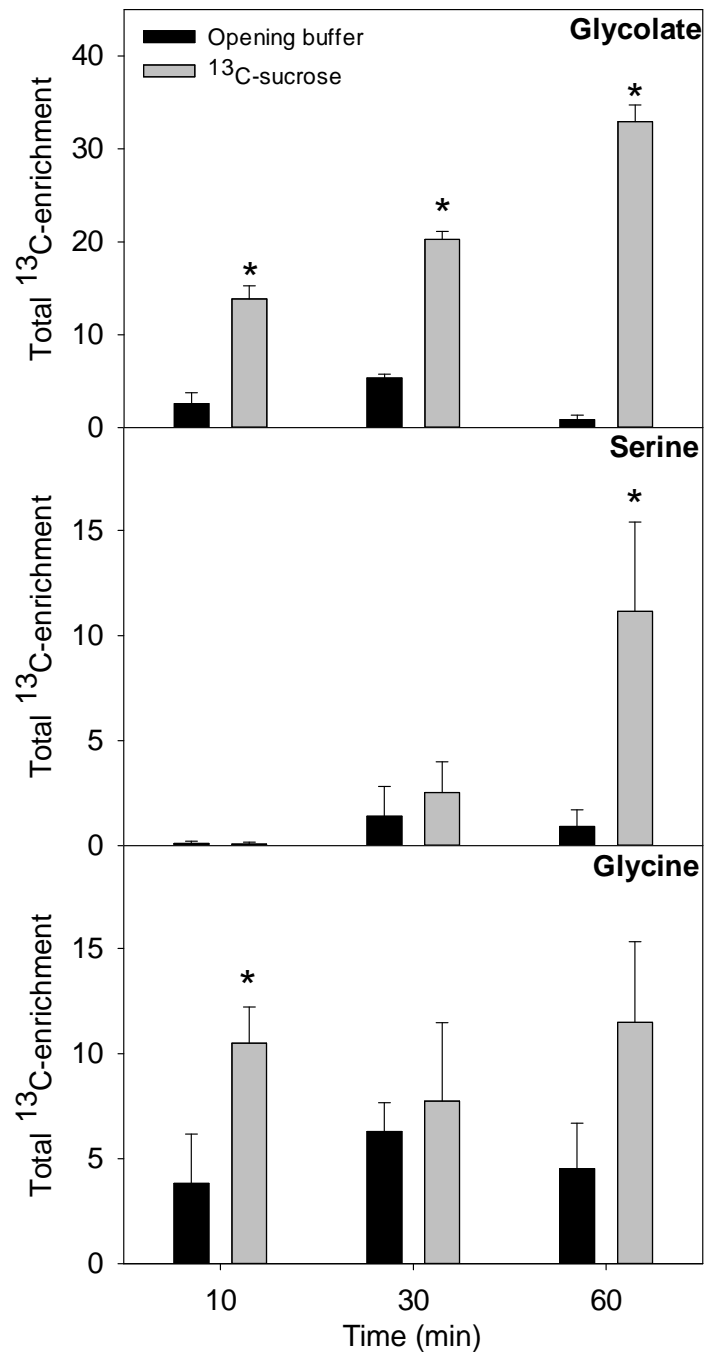 Glycolate
Opening buffer
¹³C-sucrose
Total ¹³C-enrichment
40
30
20
10
0
*
*
*
Serine
Total ¹³C-enrichment
15
10
5
0
*
Glycine
Total ¹³C-enrichment
15
10
5
0
*
10 30 60
Time (min)